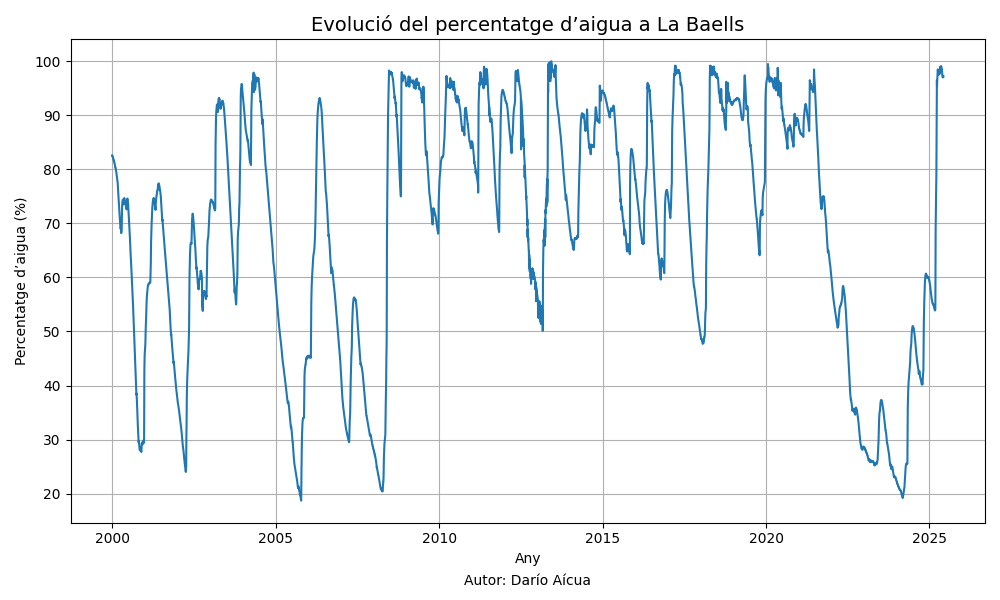 Evolució del percentatge d’aigua a La Baells
Percentatge d’aigua (%)
100
90
80
70
60
50
40
30
20
2000 2005 2010 2015 2020 2025
Any
Autor: Darío Aícua